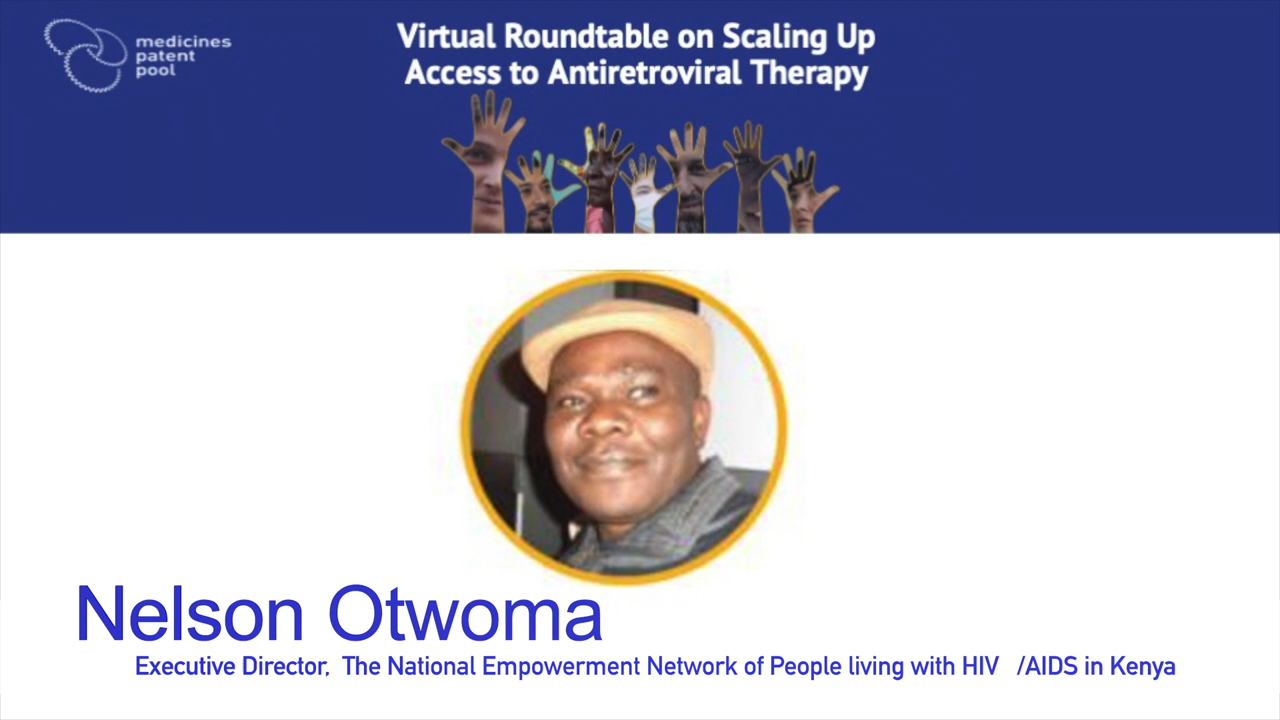 medicines
patent
pool
Virtual Roundtable on Scaling Up
Access to Antiretroviral Therapy
Nelson Otwoma
Executive Director, The National Empowerment Network of People living with HIV /AIDS in Kenya